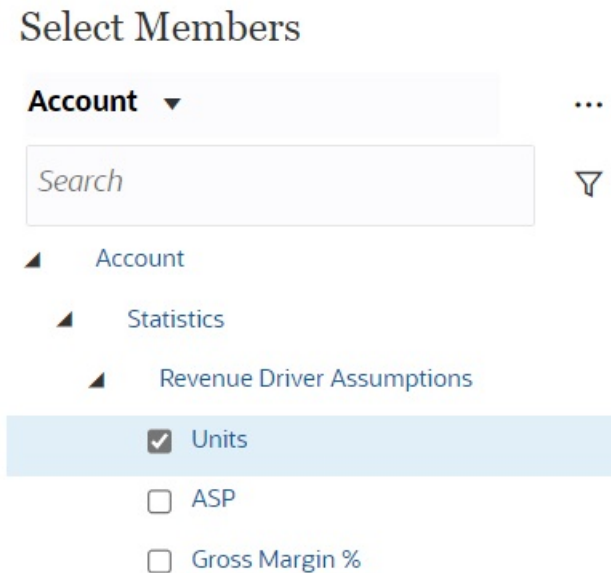 Select Members
Account
Search
Account
Statistics
Revenue Driver Assumptions
Units
ASP
Gross Margin %